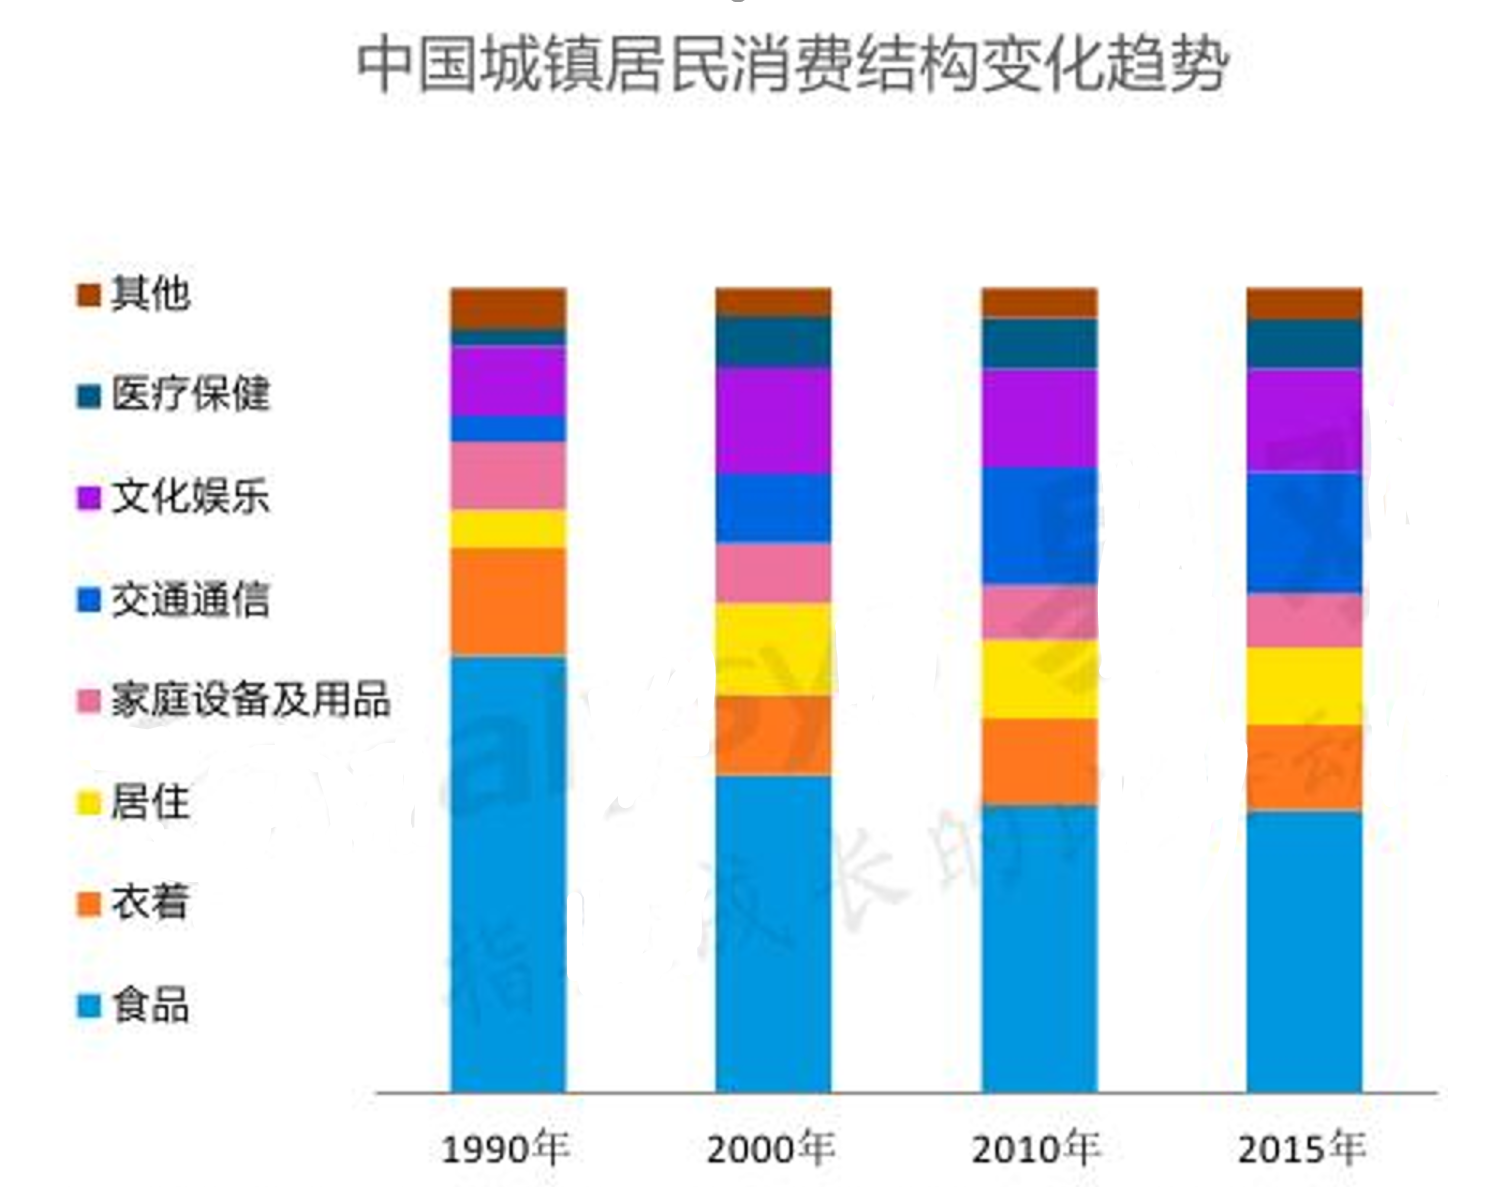 中国城镇居民消费结构变化趋势
其他
医疗保健
文化娱乐
交通通信
家庭设备及用品
居住
衣着
食品
1990年
2000年
2010年
2015年